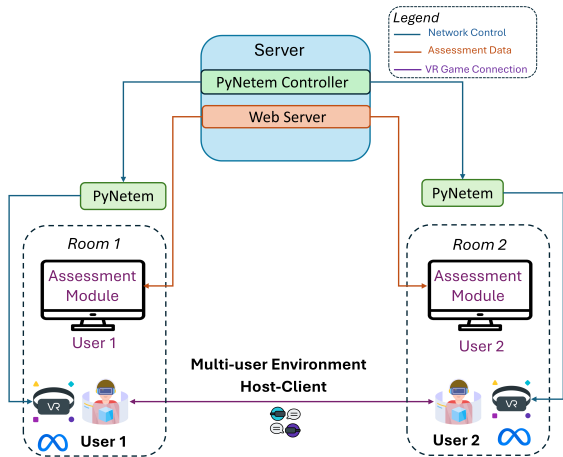 Legend
Network Control
Assessment Data
VR Game Connection
Server
PyNetem Controller
Web Server
PyNetem
PyNetem
Room 1
Assessment
Module
User 1
Room 2
Assessment
Module
User 2
Multi-user Environment
Host-Client
VR
User 1
User 2
VR